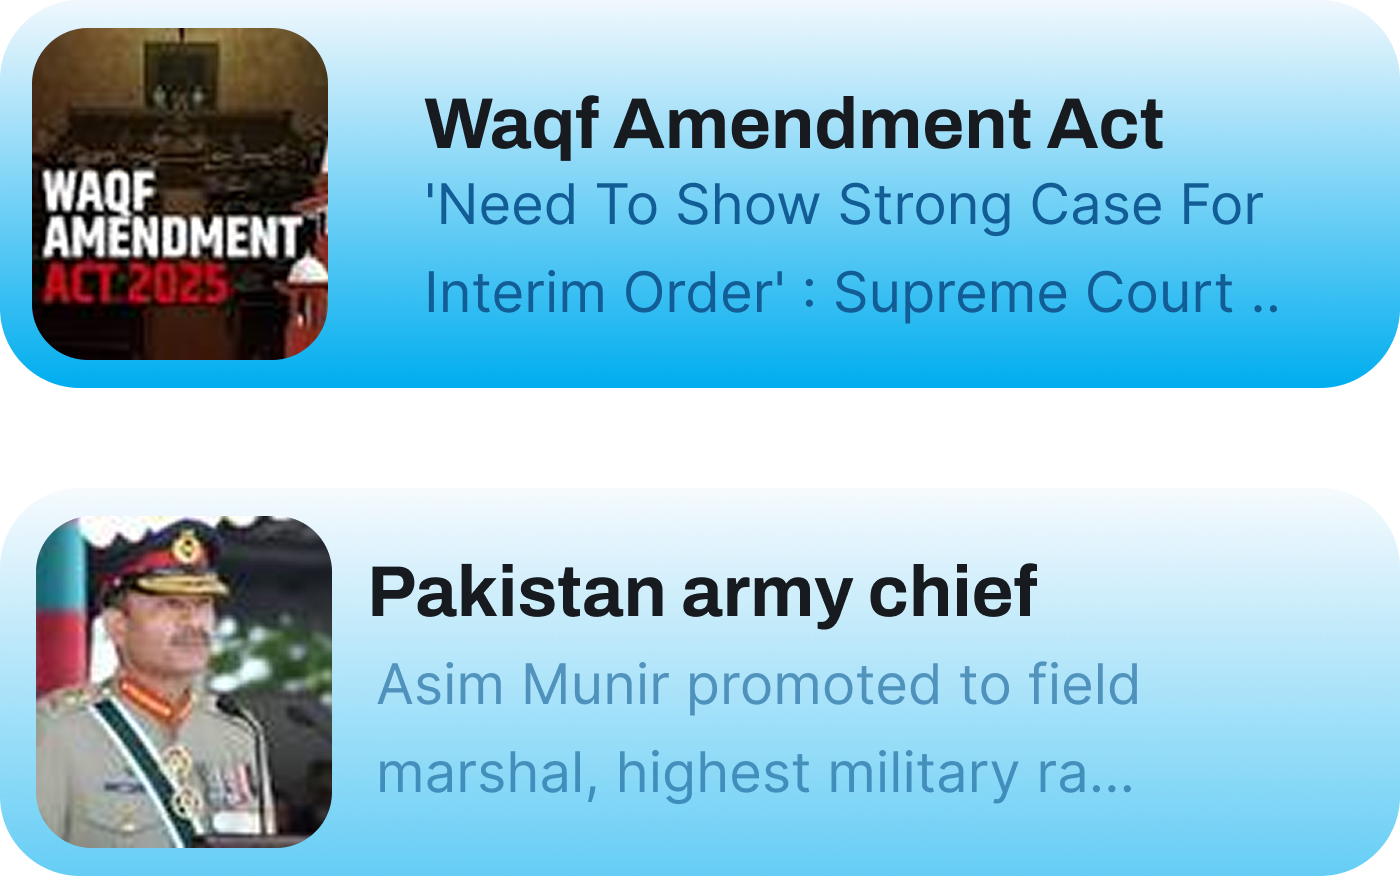 WAQF
AMENDMENT
ACT 2025
Waqf Amendment Act
'Need To Show Strong Case For
Interim Order' : Supreme Court ..
Pakistan army chief
Asim Munir promoted to field
marshal, highest military ra...